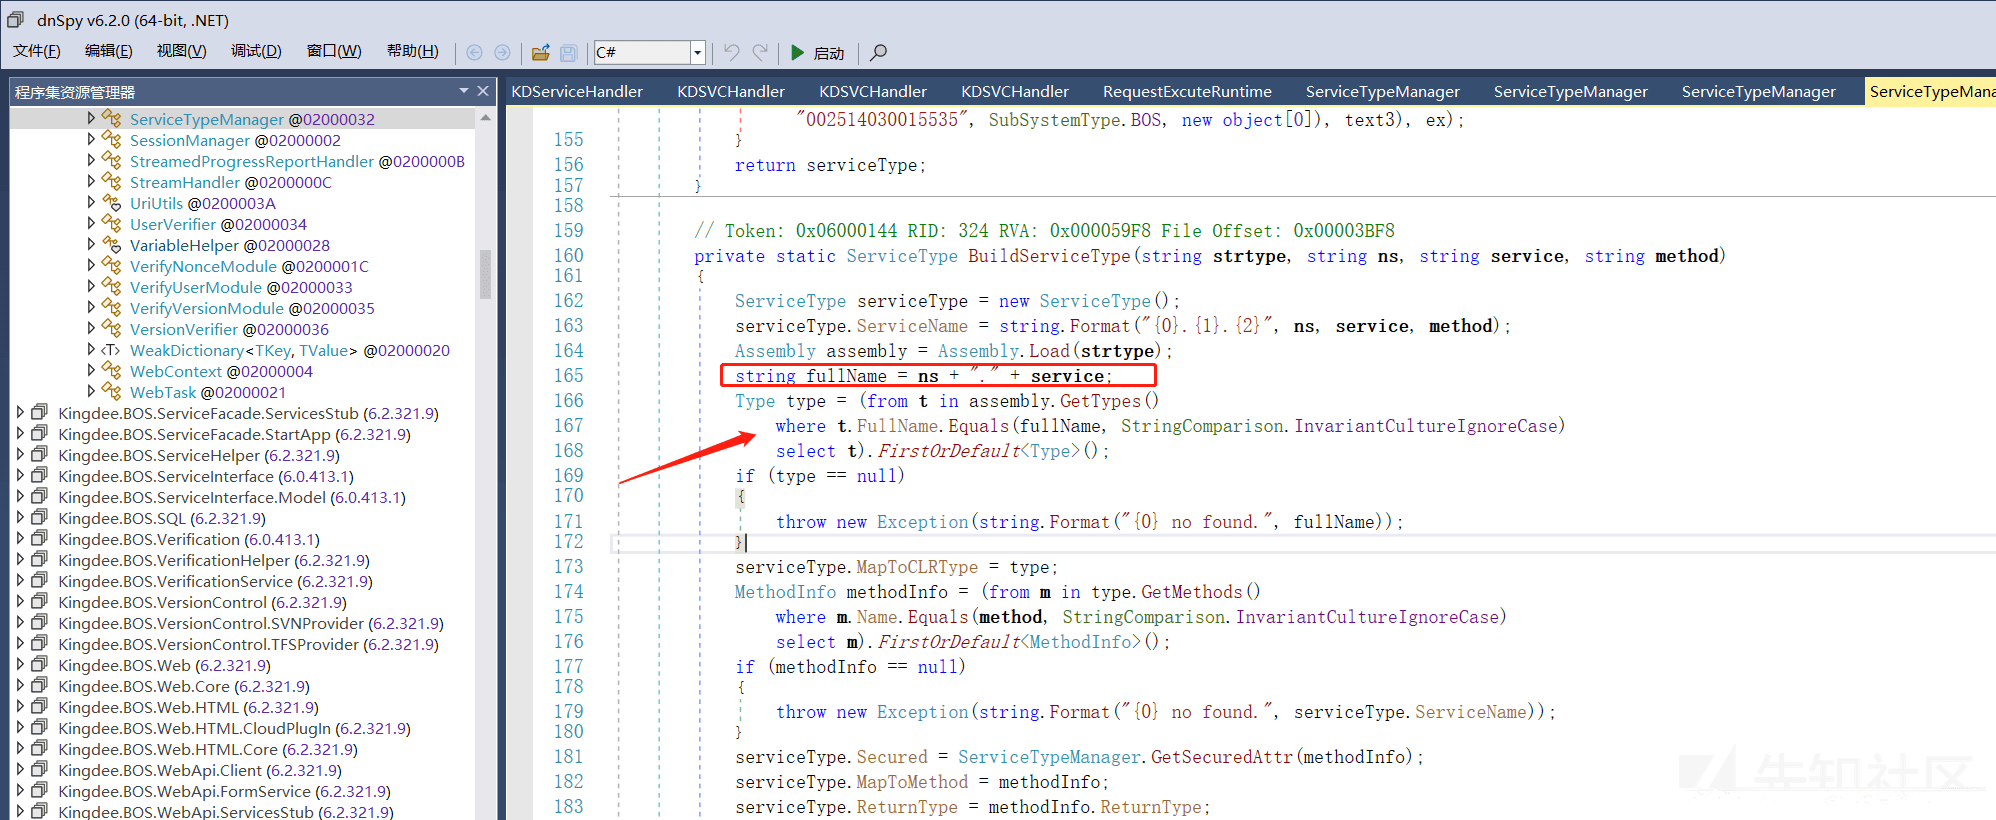 dnSpy v6.2.0 (64-bit, .NET)
文件(F) 编辑(E) 视图(V) 调试(D) 窗口(W) 帮助(H) C# 启动
程序集资源管理器
ServiceTypeManager @02000032
SessionManager @02000002
StreamedProgressReportHandler @0200000B
StreamHandler @0200000C
UriUtils @0200003A
UserVerifier @02000034
VariableHelper @02000028
VerifyNonceModule @0200001C
VerifyUserModule @02000033
VerifyVersionModule @02000035
VersionVerifier @02000036
<T> WeakDictionary<TKey, TValue> @02000020
WebContext @02000004
WebTask @02000021
Kingdee.BOS.ServiceFacade.ServicesStub (6.2.321.9)
Kingdee.BOS.ServiceFacade.StartApp (6.2.321.9)
Kingdee.BOS.ServiceHelper (6.2.321.9)
Kingdee.BOS.ServiceInterface (6.0.413.1)
Kingdee.BOS.ServiceInterface.Model (6.0.413.1)
Kingdee.BOS.SQL (6.2.321.9)
Kingdee.BOS.Verification (6.0.413.1)
Kingdee.BOS.VerificationHelper (6.2.321.9)
Kingdee.BOS.VerificationService (6.2.321.9)
Kingdee.BOS.VersionControl (6.2.321.9)
Kingdee.BOS.VersionControl.SVNProvider (6.2.321.9)
Kingdee.BOS.VersionControl.TFSProvider (6.2.321.9)
Kingdee.BOS.Web (6.2.321.9)
Kingdee.BOS.Web.Core (6.2.321.9)
Kingdee.BOS.Web.HTML (6.2.321.9)
Kingdee.BOS.Web.HTML.CloudPlugIn (6.2.321.9)
Kingdee.BOS.Web.HTML.Core (6.2.321.9)
Kingdee.BOS.WebApi.Client (6.2.321.9)
Kingdee.BOS.WebApi.FormService (6.2.321.9)
Kingdee.BOS.WebApi.ServicesStub (6.2.321.9)
KDServiceHandler KDSVCHandler KDSVCHandler KDSVCHandler RequestExcuteRuntime ServiceTypeManager ServiceTypeManager ServiceTypeManager ServiceTypeMana
"002514030015535", SubSystemType.BOS, new object[0]), text3), ex);
155 }
156 return serviceType;
157 }
158
159 // Token: 0x06000144 RID: 324 RVA: 0x000059F8 File Offset: 0x00003BF8
160 private static ServiceType BuildServiceType(string strtype, string ns, string service, string method)
161 {
162 ServiceType serviceType = new ServiceType();
163 serviceType.ServiceName = string.Format("{0}.{1}.{2}", ns, service, method);
164 Assembly assembly = Assembly.Load(strtype);
165 string fullName = ns + "." + service;
166 Type type = (from t in assembly.GetTypes()
167 where t.FullName.Equals(fullName, StringComparison.InvariantCultureIgnoreCase)
168 select t).FirstOrDefault<Type>();
169 if (type == null)
170 {
171 throw new Exception(string.Format("{0} no found.", fullName));
172 }
173 serviceType.MapToCLRType = type;
174 MethodInfo methodInfo = (from m in type.GetMethods()
175 where m.Name.Equals(method, StringComparison.InvariantCultureIgnoreCase)
176 select m).FirstOrDefault<MethodInfo>();
177 if (methodInfo == null)
178 {
179 throw new Exception(string.Format("{0} no found.", serviceType.ServiceName));
180 }
181 serviceType.Secured = ServiceTypeManager.GetSecuredAttr(methodInfo);
182 serviceType.MapToMethod = methodInfo;
183 serviceType.ReturnType = methodInfo.ReturnType;
先知社区